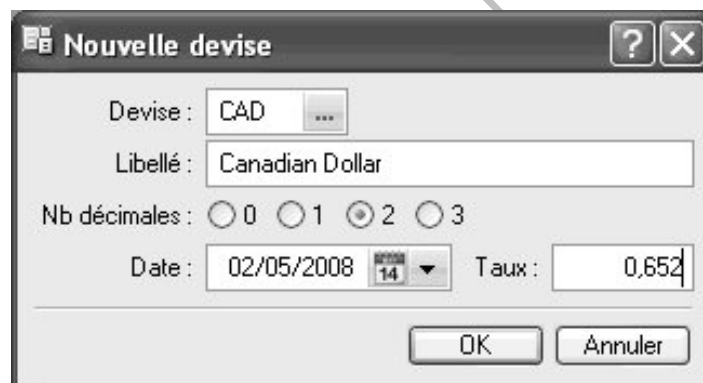 Nouvelle devise
Devise : CAD ...
Libellé : Canadian Dollar
Nb décimales : 0 1 2 3
Date : 02/05/2008 14 Taux : 0,652
OK Annuler